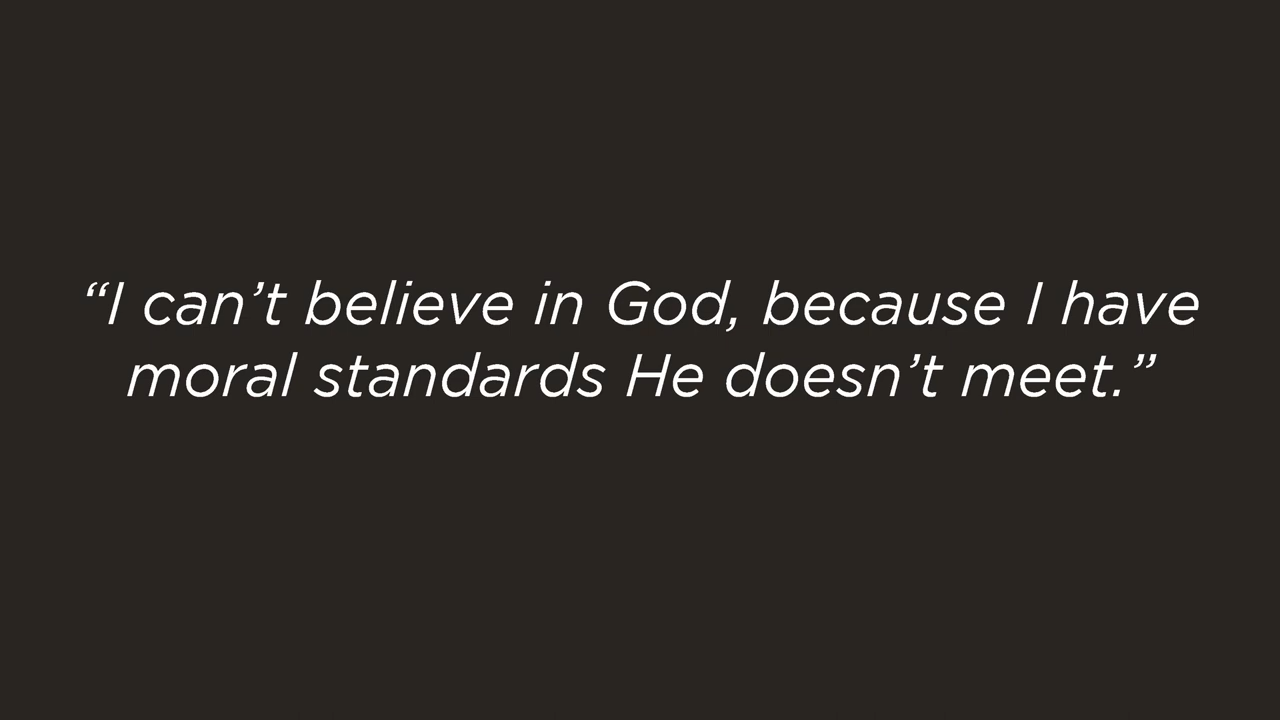 “I can’t believe in God, because I have
moral standards He doesn’t meet.”